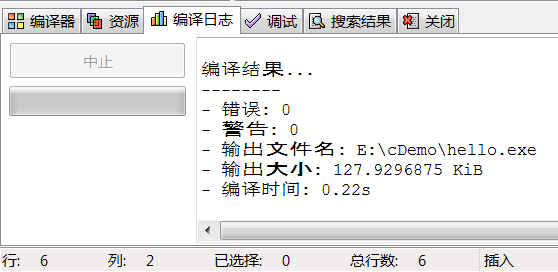 编译器 资源 编译日志 调试 搜索结果 关闭
中止
编译结果...
--------
- 错误: 0
- 警告: 0
- 输出文件名: E:\cDemo\hello.exe
- 输出大小: 127.9296875 KiB
- 编译时间: 0.22s
行: 6 列: 2 已选择: 0 总行数: 6 插入